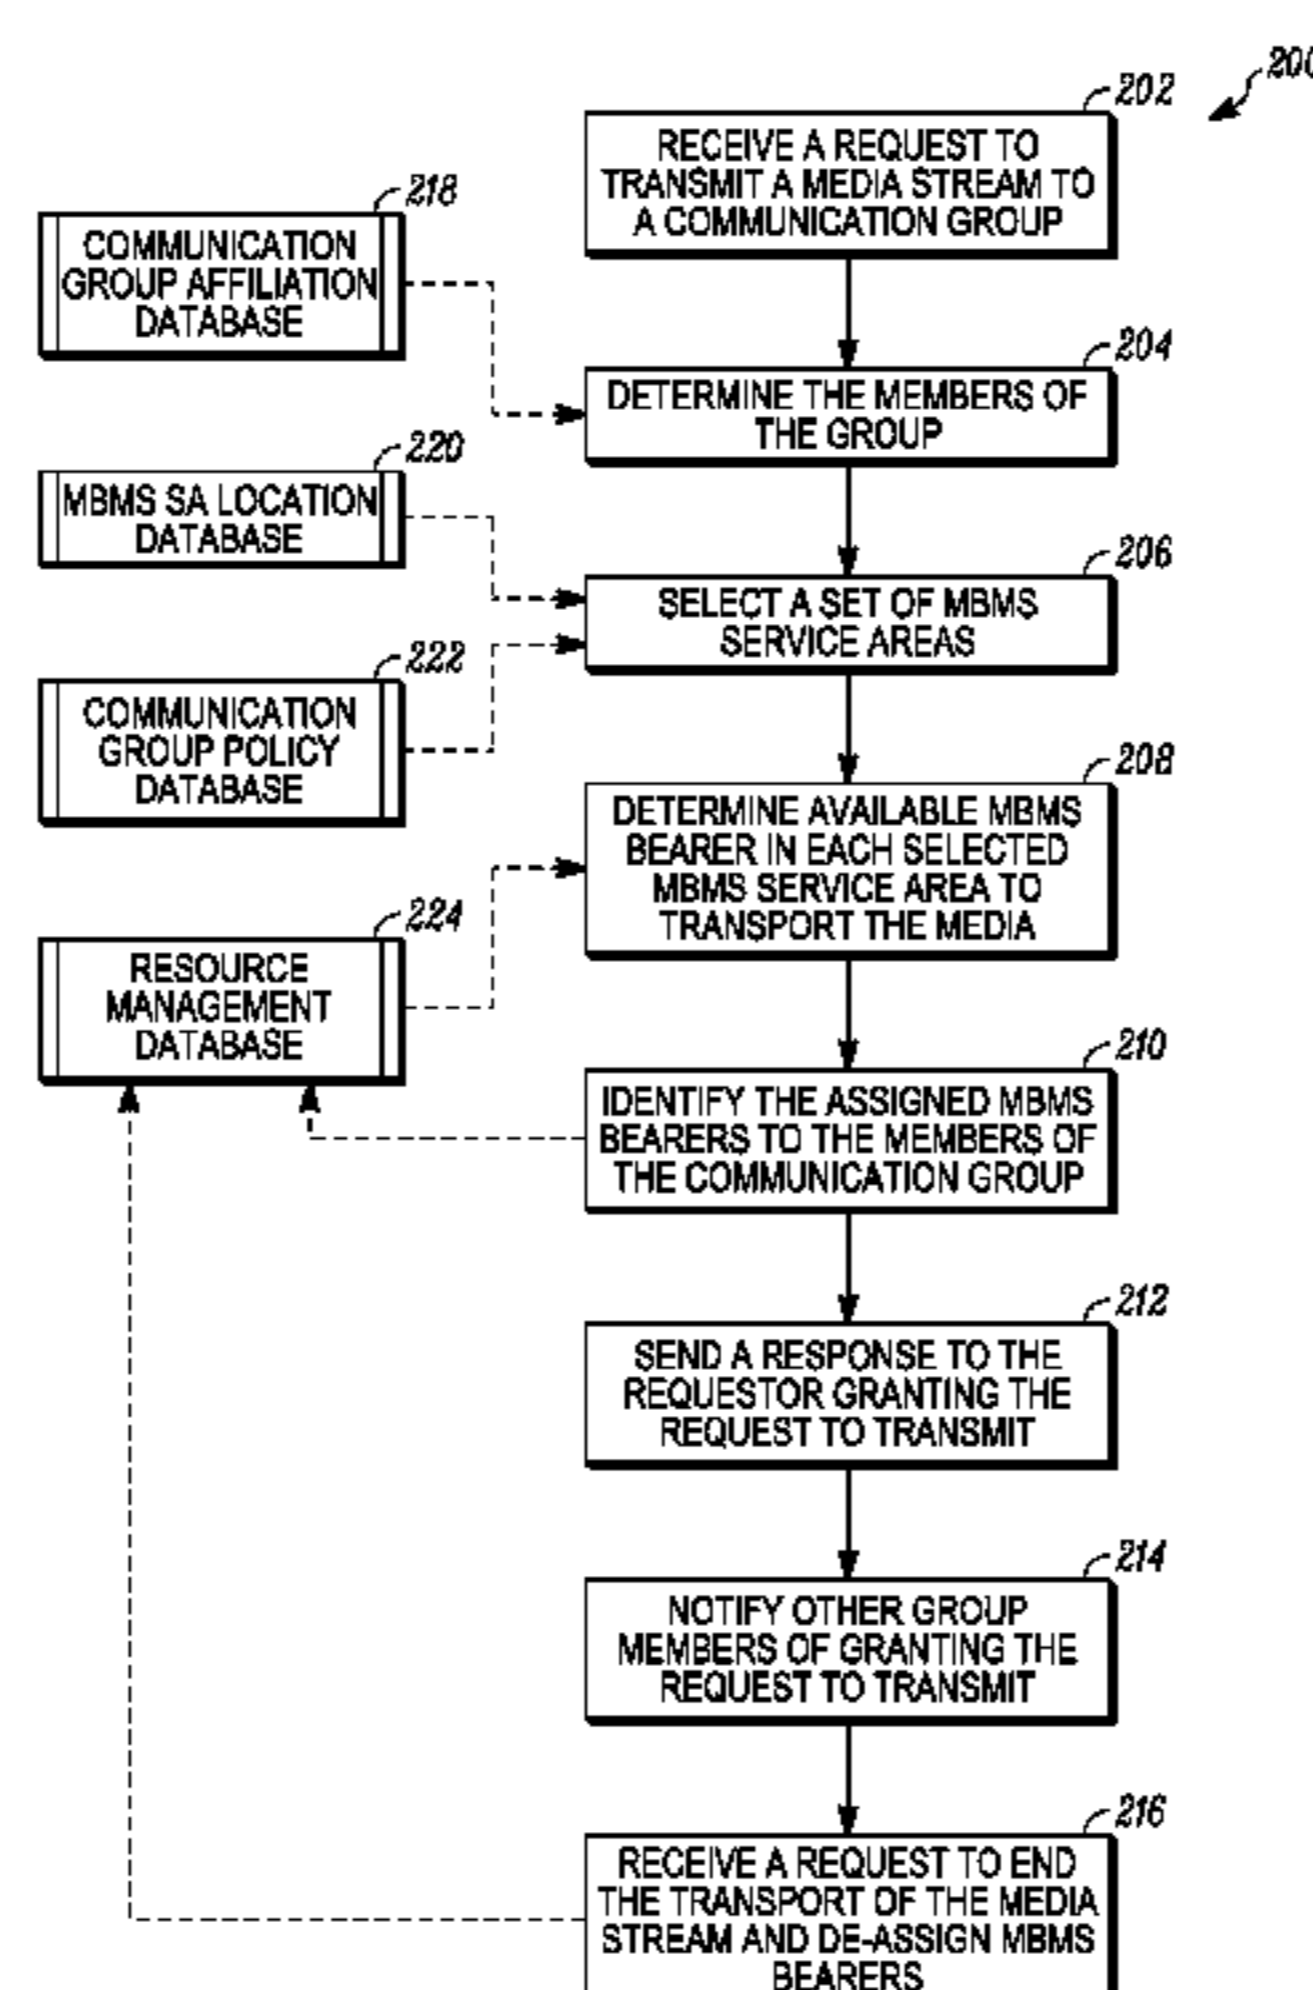 200
202
RECEIVE A REQUEST TO
TRANSMIT A MEDIA STREAM TO
A COMMUNICATION GROUP
218
COMMUNICATION
GROUP AFFILIATION
DATABASE
204
DETERMINE THE MEMBERS OF
THE GROUP
220
MBMS SA LOCATION
DATABASE
206
SELECT A SET OF MBMS
SERVICE AREAS
222
COMMUNICATION
GROUP POLICY
DATABASE
208
DETERMINE AVAILABLE MBMS
BEARER IN EACH SELECTED
MBMS SERVICE AREA TO
TRANSPORT THE MEDIA
224
RESOURCE
MANAGEMENT
DATABASE
210
IDENTIFY THE ASSIGNED MBMS
BEARERS TO THE MEMBERS OF
THE COMMUNICATION GROUP
212
SEND A RESPONSE TO THE
REQUESTOR GRANTING THE
REQUEST TO TRANSMIT
214
NOTIFY OTHER GROUP
MEMBERS OF GRANTING THE
REQUEST TO TRANSMIT
216
RECEIVE A REQUEST TO END
THE TRANSPORT OF THE MEDIA
STREAM AND DE-ASSIGN MBMS
BEARERS